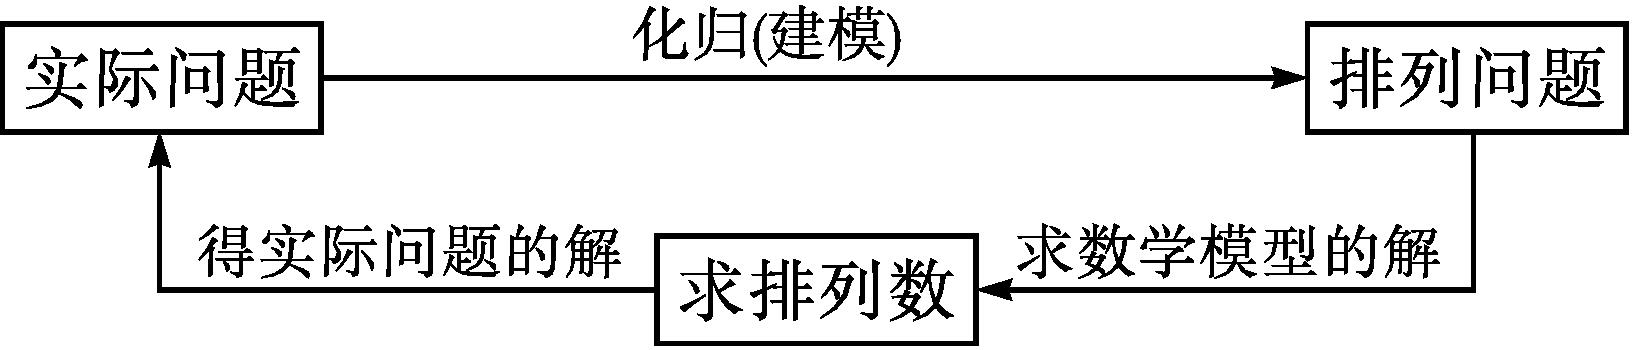 化归(建模)
实际问题
排列问题
得实际问题的解
求排列数
求数学模型的解